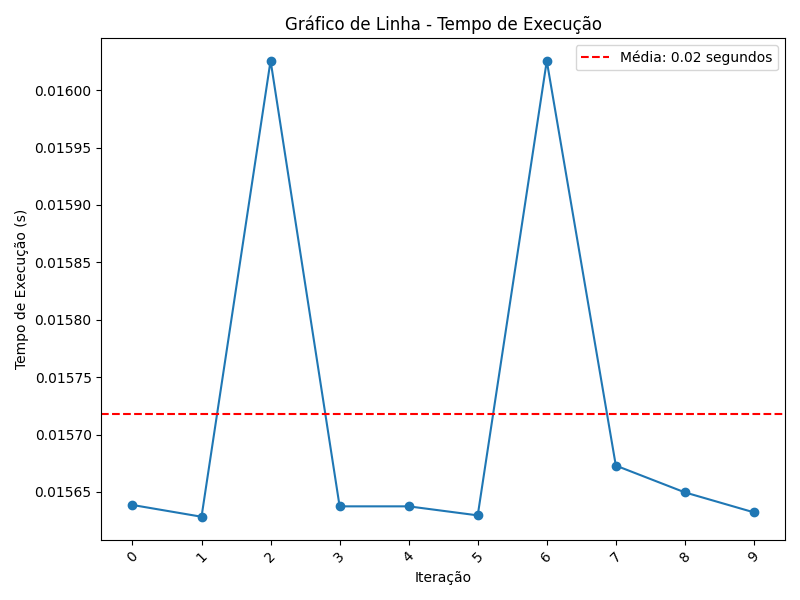 Gráfico de Linha - Tempo de Execução
Média: 0.02 segundos
Tempo de Execução (s)
0.01600
0.01595
0.01590
0.01585
0.01580
0.01575
0.01570
0.01565
0 1 2 3 4 5 6 7 8 9
Iteração